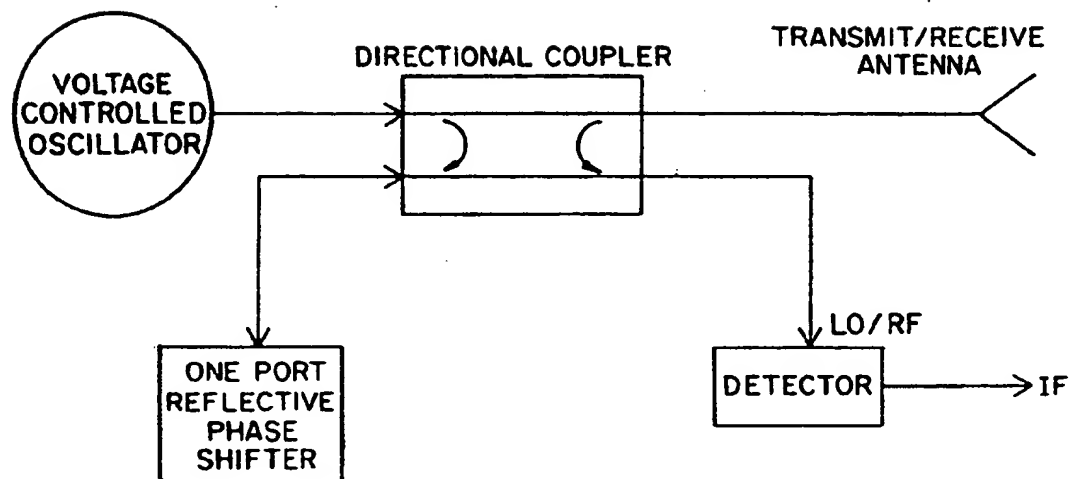 VOLTAGE
CONTROLLED
OSCILLATOR
DIRECTIONAL COUPLER
TRANSMIT/RECEIVE
ANTENNA
ONE PORT
REFLECTIVE
PHASE
SHIFTER
LO/RF
DETECTOR
IF